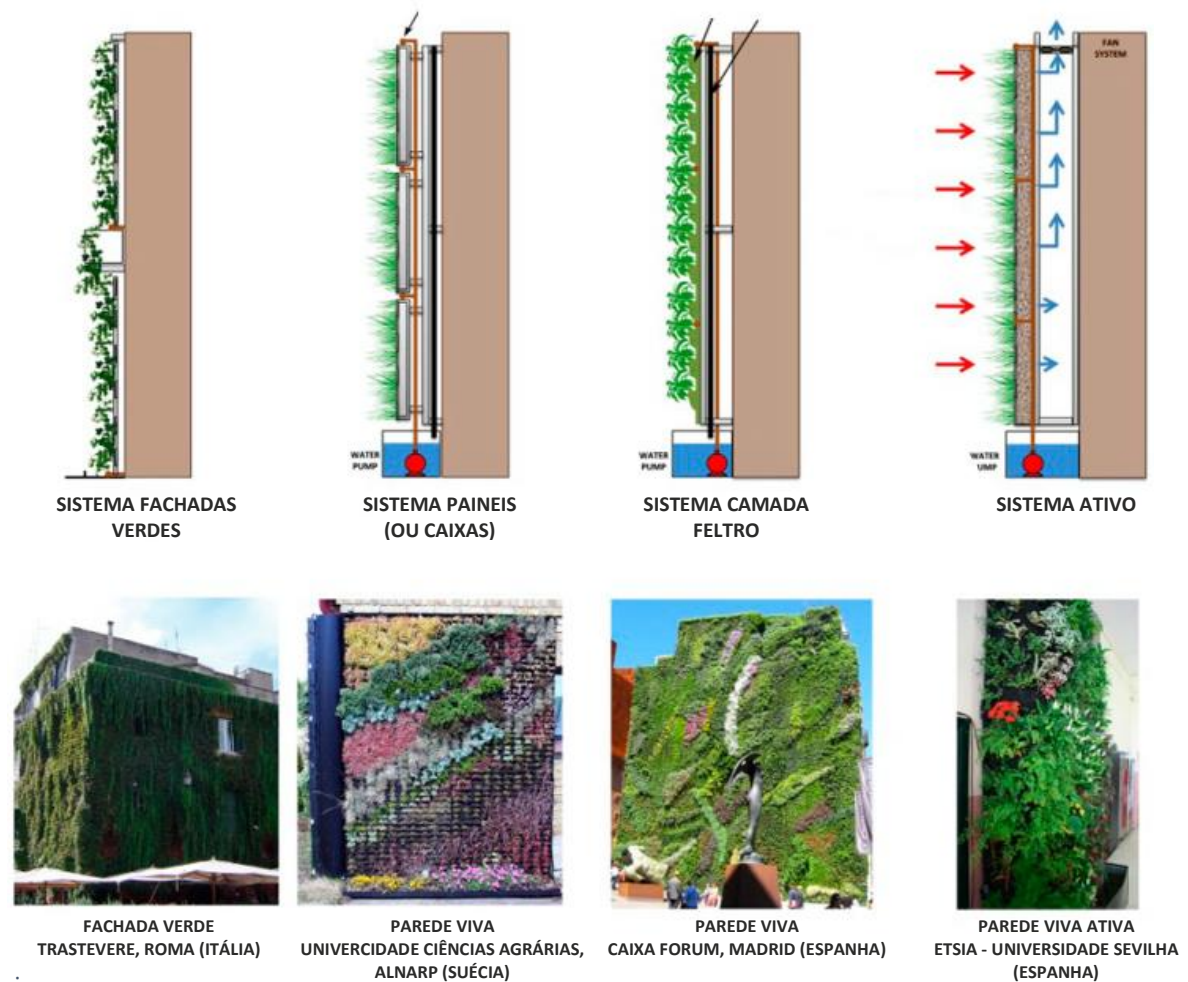 FAN
SYSTEM
WATER
PUMP
WATER
PUMP
WATER
UMP
SISTEMA FACHADAS
VERDES
SISTEMA PAINEIS
(OU CAIXAS)
SISTEMA CAMADA
FELTRO
SISTEMA ATIVO
FACHADA VERDE
TRASTEVERE, ROMA (ITÁLIA)
PAREDE VIVA
UNIVERCIDADE CIÊNCIAS AGRÁRIAS,
ALNARP (SUÉCIA)
PAREDE VIVA
CAIXA FORUM, MADRID (ESPANHA)
PAREDE VIVA ATIVA
ETSIA - UNIVERSIDADE SEVILHA
(ESPANHA)
.